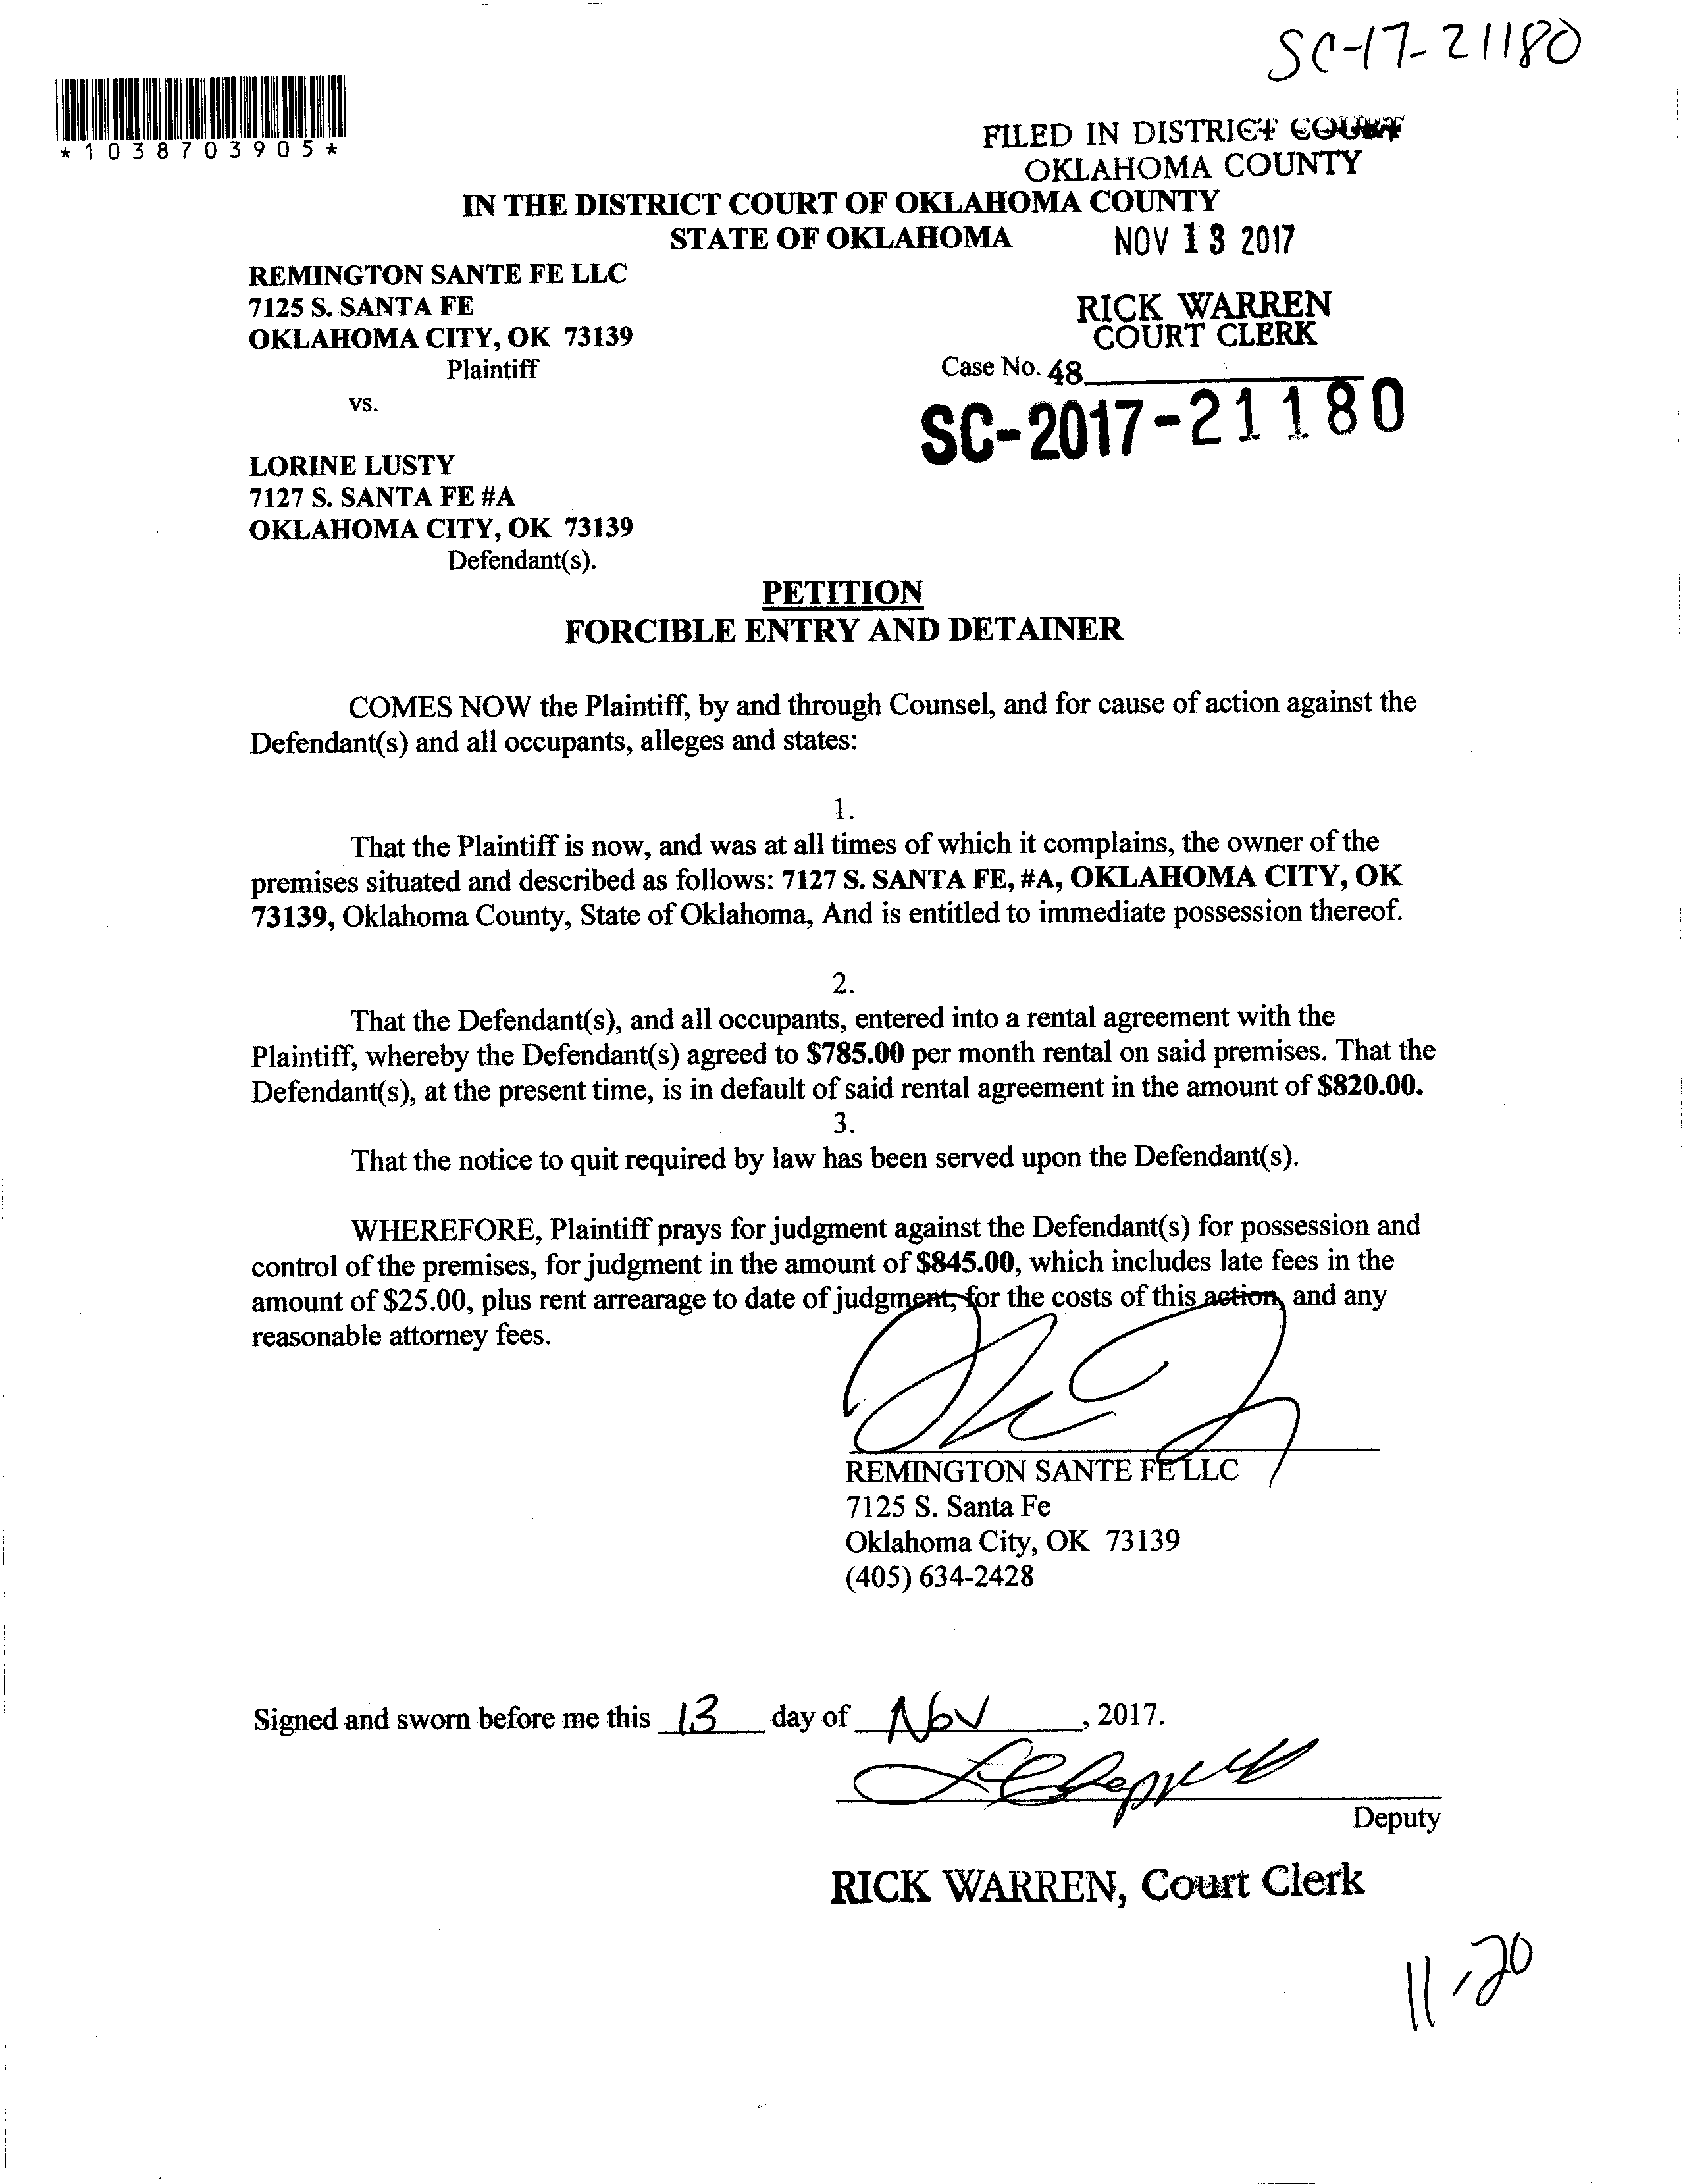 SC-17-21180
*1038703905*
FILED IN DISTRICT COURT
OKLAHOMA COUNTY
IN THE DISTRICT COURT OF OKLAHOMA COUNTY
STATE OF OKLAHOMA
NOV 13 2017
REMINGTON SANTE FE LLC
7125 S. SANTA FE
OKLAHOMA CITY, OK 73139
Plaintiff
RICK WARREN
COURT CLERK
Case No. 48
vs.
SC-2017-21180
LORINE LUSTY
7127 S. SANTA FE #A
OKLAHOMA CITY, OK 73139
Defendant(s).
PETITION
FORCIBLE ENTRY AND DETAINER
COMES NOW the Plaintiff, by and through Counsel, and for cause of action against the
Defendant(s) and all occupants, alleges and states:
1.
That the Plaintiff is now, and was at all times of which it complains, the owner of the
premises situated and described as follows: 7127 S. SANTA FE, #A, OKLAHOMA CITY, OK
73139, Oklahoma County, State of Oklahoma, And is entitled to immediate possession thereof.
2.
That the Defendant(s), and all occupants, entered into a rental agreement with the
Plaintiff, whereby the Defendant(s) agreed to $785.00 per month rental on said premises. That the
Defendant(s), at the present time, is in default of said rental agreement in the amount of $820.00.
3.
That the notice to quit required by law has been served upon the Defendant(s).
WHEREFORE, Plaintiff prays for judgment against the Defendant(s) for possession and
control of the premises, for judgment in the amount of $845.00, which includes late fees in the
amount of $25.00, plus rent arrearage to date of judgment, for the costs of this action, and any
reasonable attorney fees.
REMINGTON SANTE FE LLC
7125 S. Santa Fe
Oklahoma City, OK 73139
(405) 634-2428
Signed and sworn before me this 13 day of Nov, 2017.
Deputy
RICK WARREN, Court Clerk
11-20